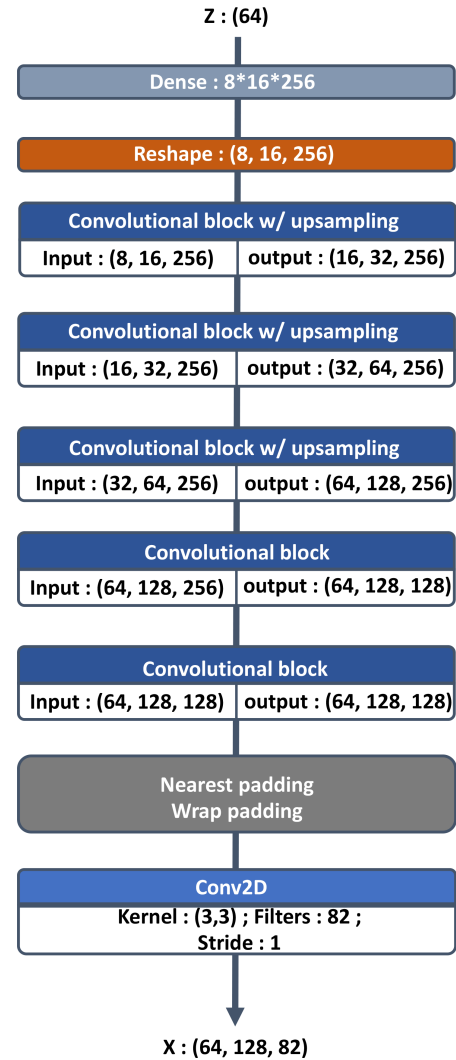 Z : (64)
Dense : 8*16*256
Reshape : (8, 16, 256)
Convolutional block w/ upsampling
Input : (8, 16, 256) output : (16, 32, 256)
Convolutional block w/ upsampling
Input : (16, 32, 256) output : (32, 64, 256)
Convolutional block w/ upsampling
Input : (32, 64, 256) output : (64, 128, 256)
Convolutional block
Input : (64, 128, 256) output : (64, 128, 128)
Convolutional block
Input : (64, 128, 128) output : (64, 128, 128)
Nearest padding
Wrap padding
Conv2D
Kernel : (3,3) ; Filters : 82 ;
Stride : 1
X : (64, 128, 82)